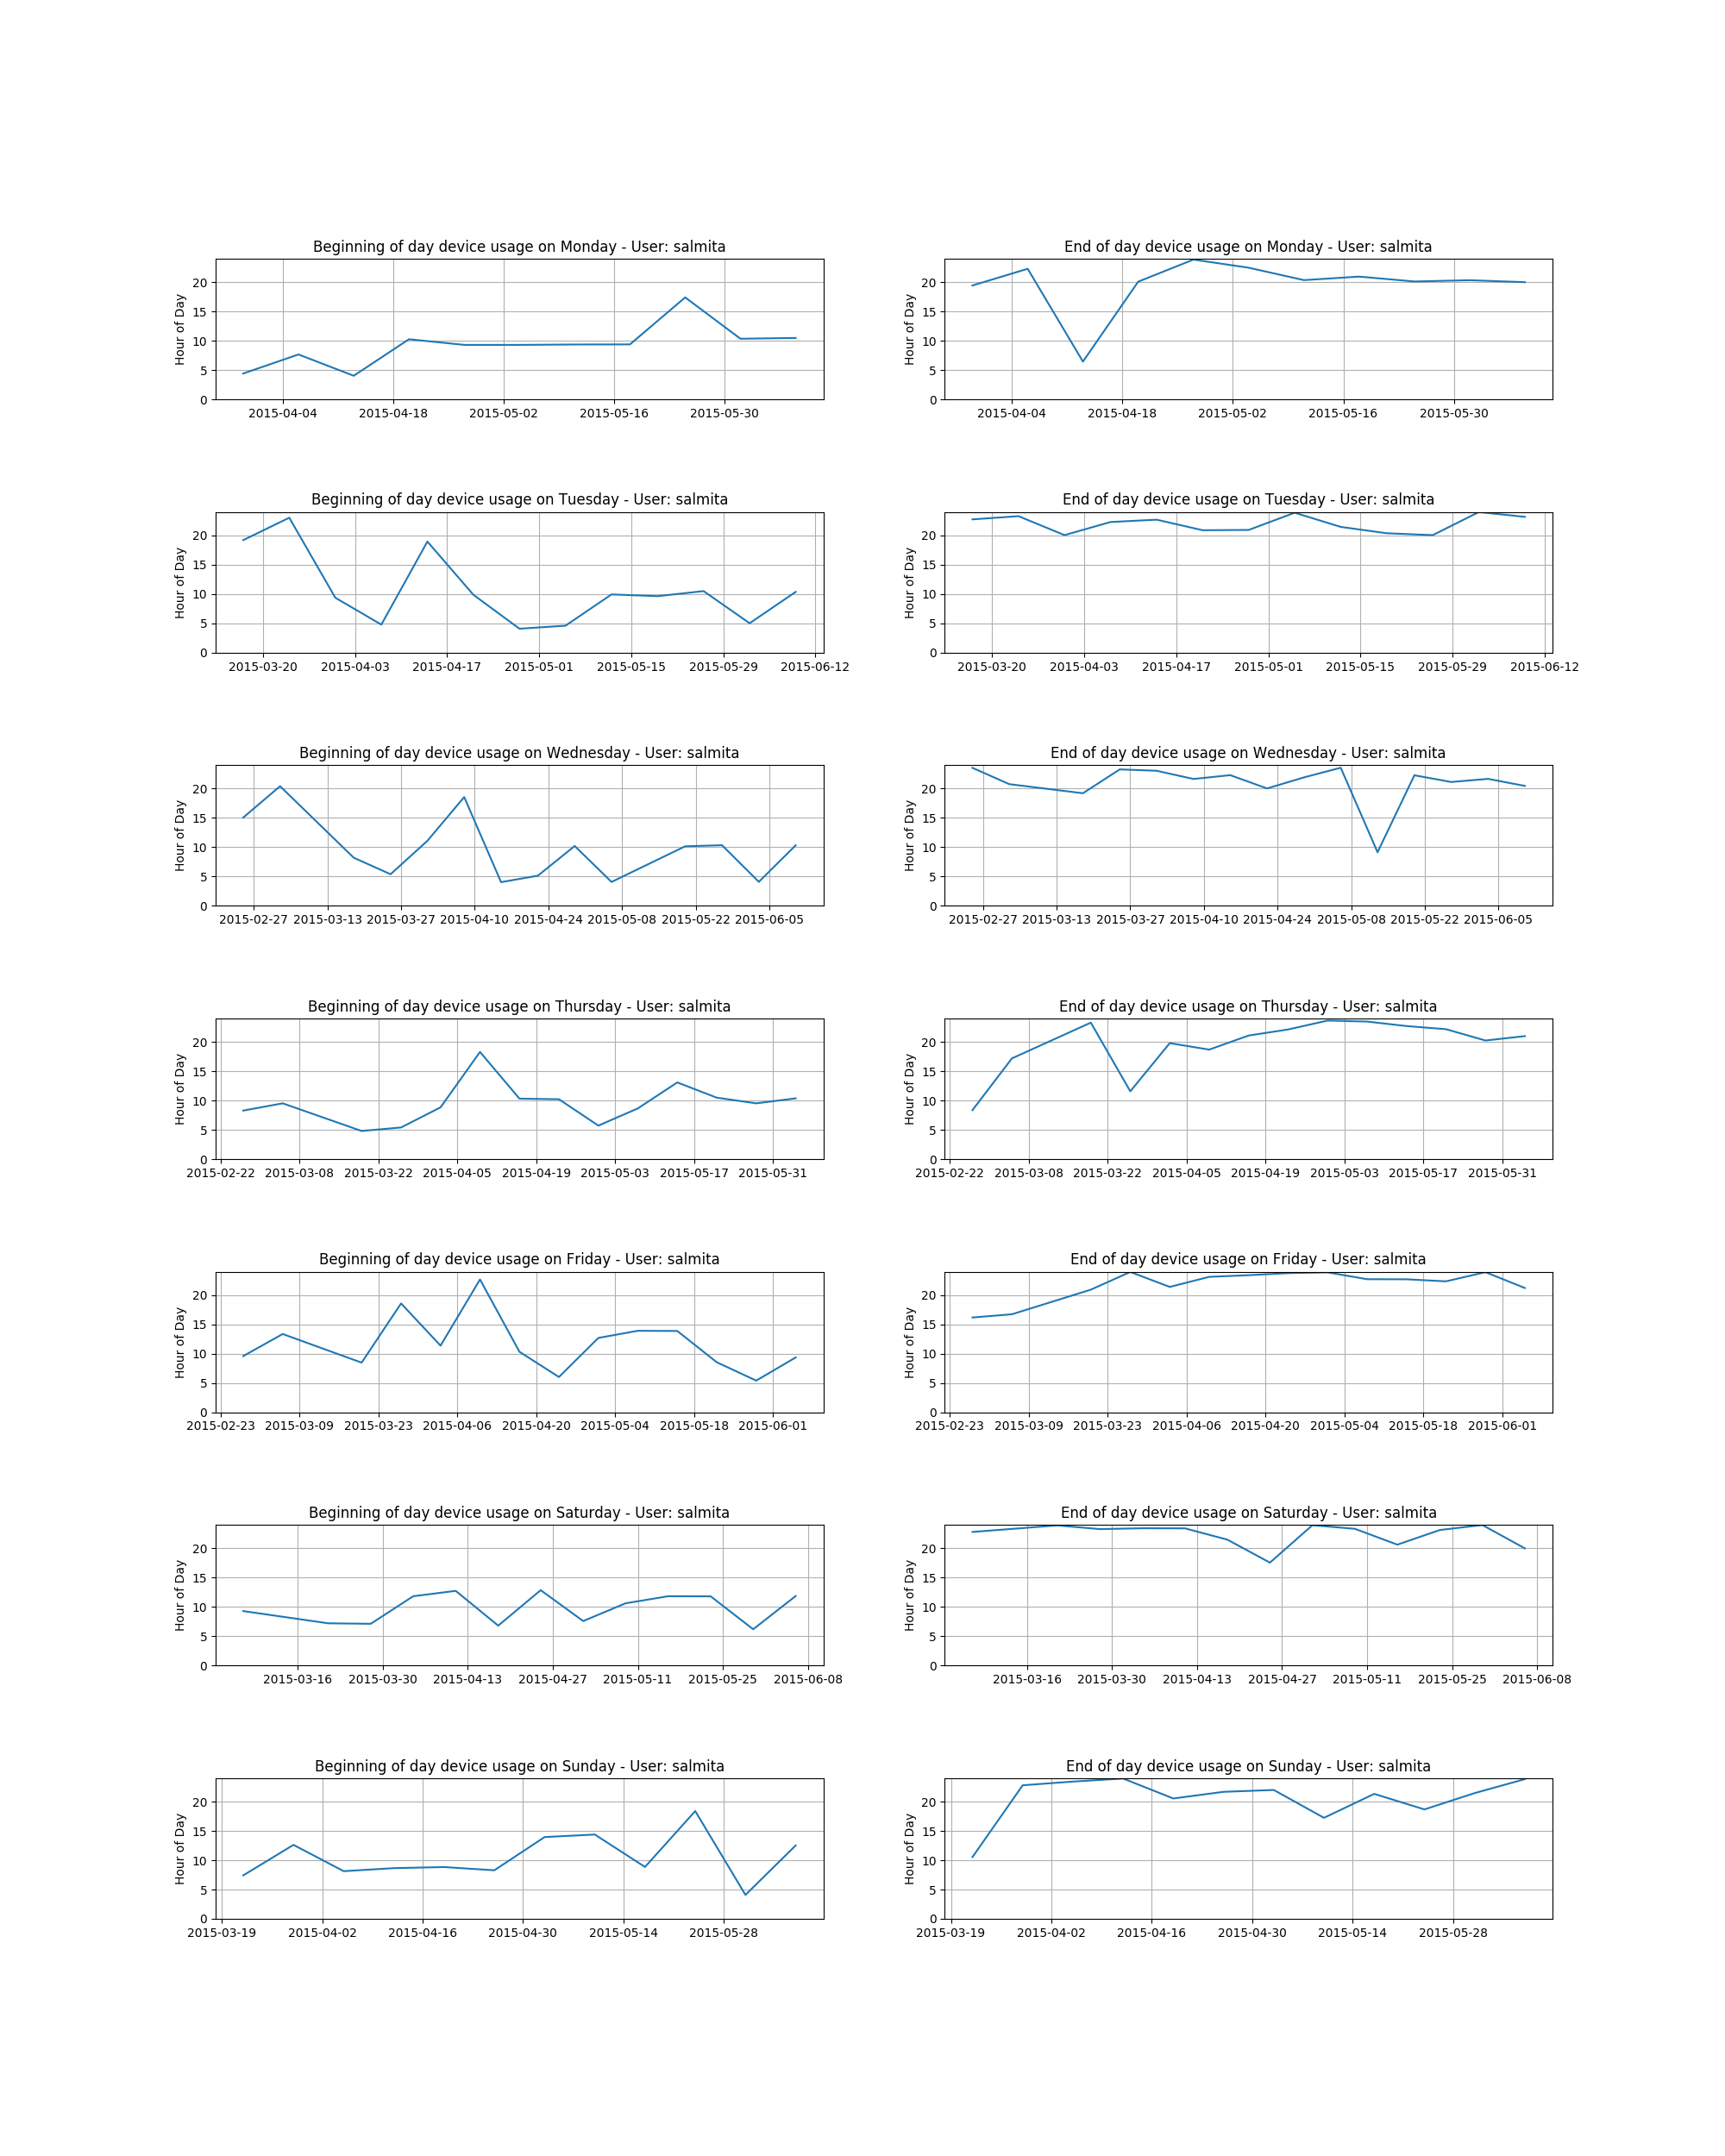 Beginning of day device usage on Monday - User: salmita
Hour of Day
20
15
10
5
0
2015-04-04 2015-04-18 2015-05-02 2015-05-16 2015-05-30
End of day device usage on Monday - User: salmita
Hour of Day
20
15
10
5
0
2015-04-04 2015-04-18 2015-05-02 2015-05-16 2015-05-30
Beginning of day device usage on Tuesday - User: salmita
Hour of Day
20
15
10
5
0
2015-03-20 2015-04-03 2015-04-17 2015-05-01 2015-05-15 2015-05-29 2015-06-12
End of day device usage on Tuesday - User: salmita
Hour of Day
20
15
10
5
0
2015-03-20 2015-04-03 2015-04-17 2015-05-01 2015-05-15 2015-05-29 2015-06-12
Beginning of day device usage on Wednesday - User: salmita
Hour of Day
20
15
10
5
0
2015-02-27 2015-03-13 2015-03-27 2015-04-10 2015-04-24 2015-05-08 2015-05-22 2015-06-05
End of day device usage on Wednesday - User: salmita
Hour of Day
20
15
10
5
0
2015-02-27 2015-03-13 2015-03-27 2015-04-10 2015-04-24 2015-05-08 2015-05-22 2015-06-05
Beginning of day device usage on Thursday - User: salmita
Hour of Day
20
15
10
5
0
2015-02-22 2015-03-08 2015-03-22 2015-04-05 2015-04-19 2015-05-03 2015-05-17 2015-05-31
End of day device usage on Thursday - User: salmita
Hour of Day
20
15
10
5
0
2015-02-22 2015-03-08 2015-03-22 2015-04-05 2015-04-19 2015-05-03 2015-05-17 2015-05-31
Beginning of day device usage on Friday - User: salmita
Hour of Day
20
15
10
5
0
2015-02-23 2015-03-09 2015-03-23 2015-04-06 2015-04-20 2015-05-04 2015-05-18 2015-06-01
End of day device usage on Friday - User: salmita
Hour of Day
20
15
10
5
0
2015-02-23 2015-03-09 2015-03-23 2015-04-06 2015-04-20 2015-05-04 2015-05-18 2015-06-01
Beginning of day device usage on Saturday - User: salmita
Hour of Day
20
15
10
5
0
2015-03-16 2015-03-30 2015-04-13 2015-04-27 2015-05-11 2015-05-25 2015-06-08
End of day device usage on Saturday - User: salmita
Hour of Day
20
15
10
5
0
2015-03-16 2015-03-30 2015-04-13 2015-04-27 2015-05-11 2015-05-25 2015-06-08
Beginning of day device usage on Sunday - User: salmita
Hour of Day
20
15
10
5
0
2015-03-19 2015-04-02 2015-04-16 2015-04-30 2015-05-14 2015-05-28
End of day device usage on Sunday - User: salmita
Hour of Day
20
15
10
5
0
2015-03-19 2015-04-02 2015-04-16 2015-04-30 2015-05-14 2015-05-28